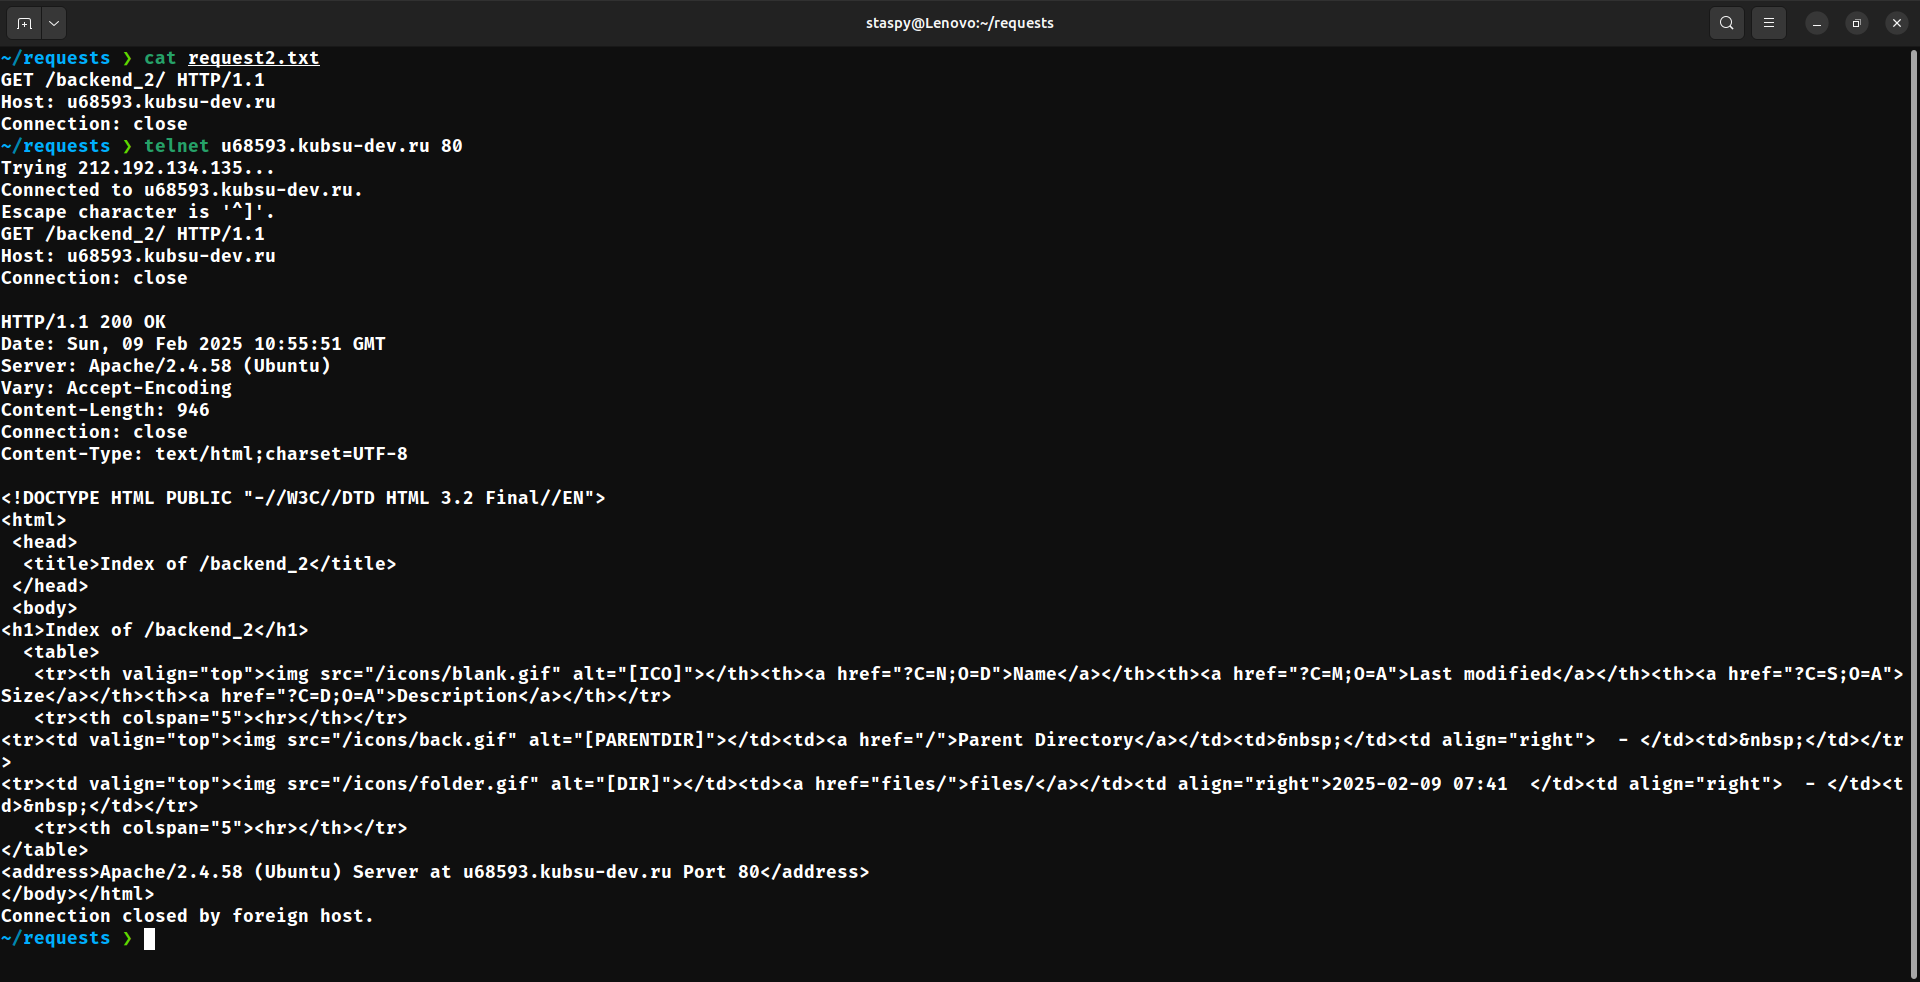 staspy@Lenovo:~/requests
~/requests ❯ cat request2.txt
GET /backend_2/ HTTP/1.1
Host: u68593.kubsu-dev.ru
Connection: close
~/requests ❯ telnet u68593.kubsu-dev.ru 80
Trying 212.192.134.135...
Connected to u68593.kubsu-dev.ru.
Escape character is '^]'.
GET /backend_2/ HTTP/1.1
Host: u68593.kubsu-dev.ru
Connection: close

HTTP/1.1 200 OK
Date: Sun, 09 Feb 2025 10:55:51 GMT
Server: Apache/2.4.58 (Ubuntu)
Vary: Accept-Encoding
Content-Length: 946
Connection: close
Content-Type: text/html;charset=UTF-8

<!DOCTYPE HTML PUBLIC "-//W3C//DTD HTML 3.2 Final//EN">
<html>
 <head>
  <title>Index of /backend_2</title>
 </head>
 <body>
<h1>Index of /backend_2</h1>
  <table>
   <tr><th valign="top"><img src="/icons/blank.gif" alt="[ICO]"></th><th><a href="?C=N;O=D">Name</a></th><th><a href="?C=M;O=A">Last modified</a></th><th><a href="?C=S;O=A">
Size</a></th><th><a href="?C=D;O=A">Description</a></th></tr>
   <tr><th colspan="5"><hr></th></tr>
<tr><td valign="top"><img src="/icons/back.gif" alt="[PARENTDIR]"></td><td><a href="/">Parent Directory</a></td><td>&nbsp;</td><td align="right">  - </td><td>&nbsp;</td></tr
>
<tr><td valign="top"><img src="/icons/folder.gif" alt="[DIR]"></td><td><a href="files/">files/</a></td><td align="right">2025-02-09 07:41  </td><td align="right">  - </td><t
d>&nbsp;</td></tr>
   <tr><th colspan="5"><hr></th></tr>
</table>
<address>Apache/2.4.58 (Ubuntu) Server at u68593.kubsu-dev.ru Port 80</address>
</body></html>
Connection closed by foreign host.
~/requests ❯